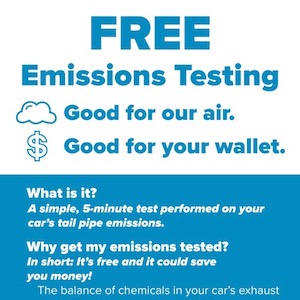 FREE
Emissions Testing
Good for our air.
$ Good for your wallet.
What is it?
A simple, 5-minute test performed on your
car's tail pipe emissions.
Why get my emissions tested?
In short: It's free and it could save
you money!
The balance of chemicals in your car's exhaust